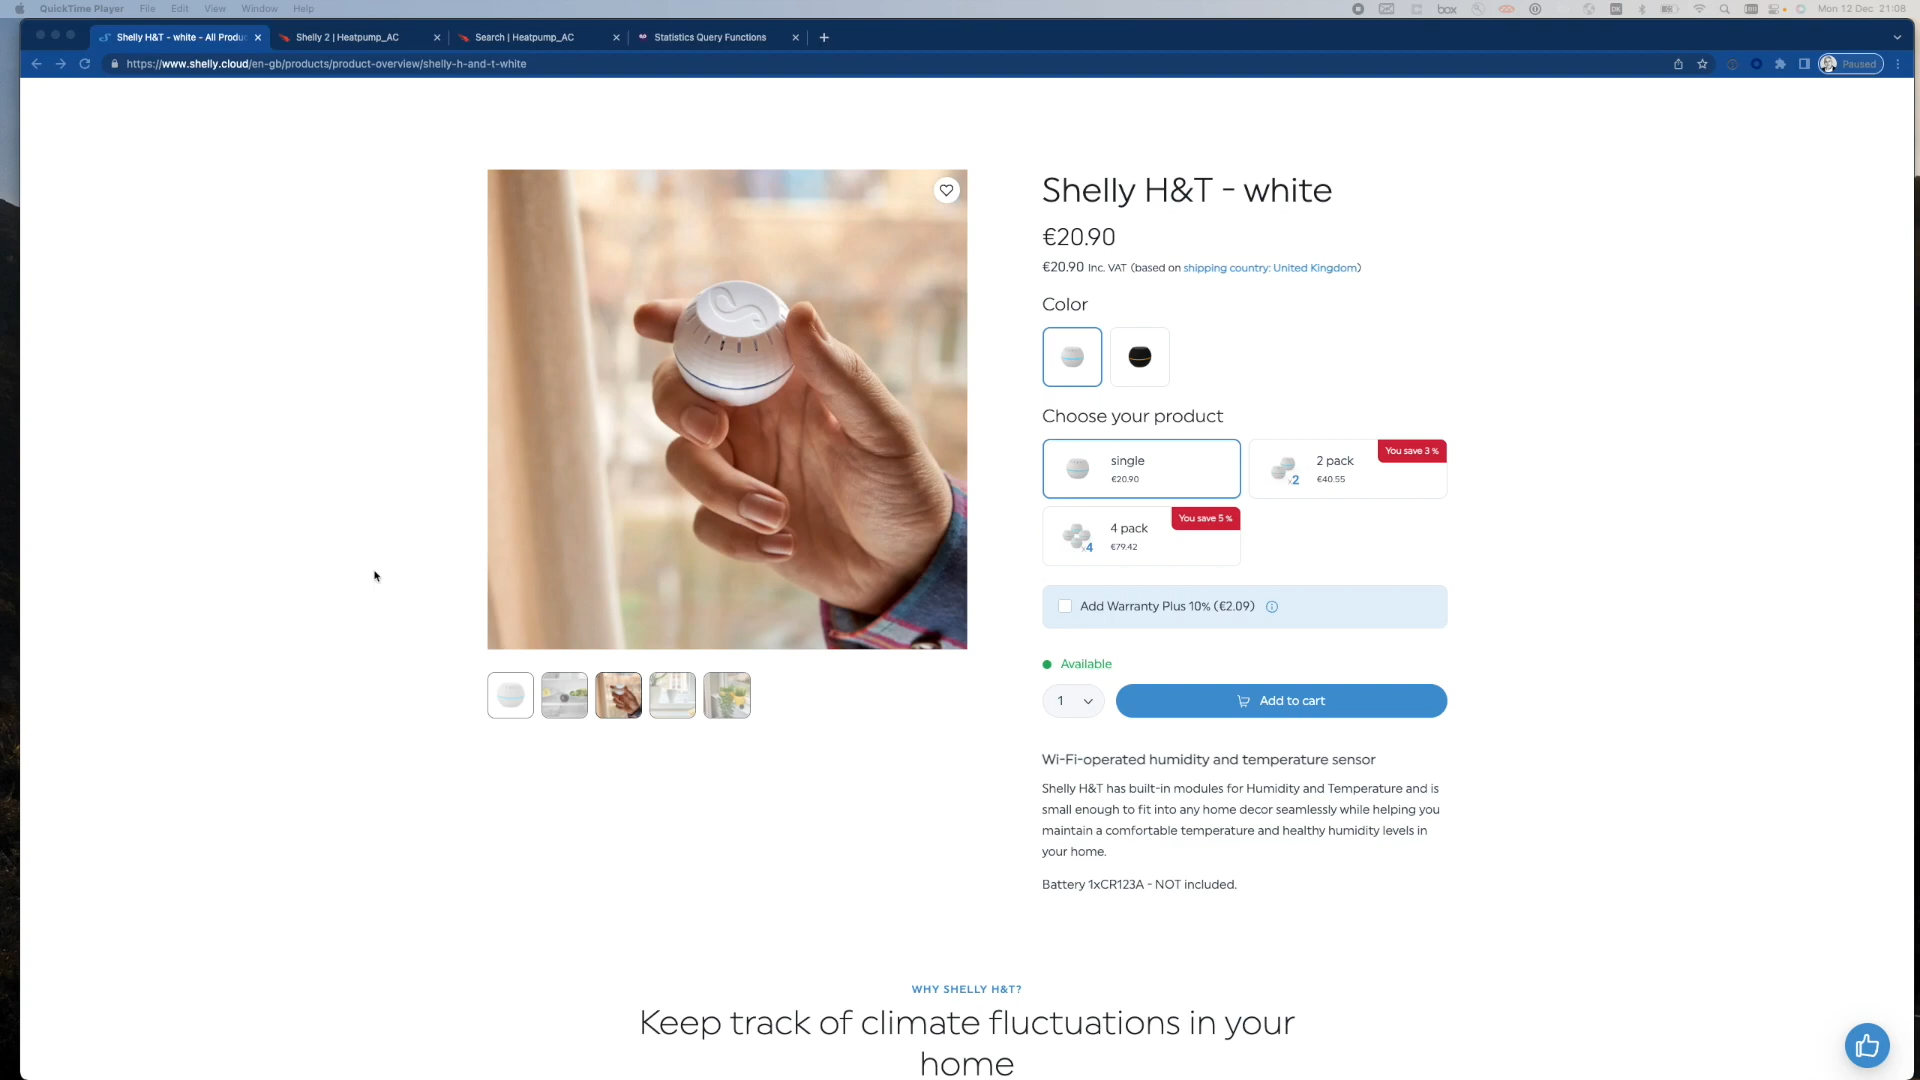 QuickTime Player File Edit View Window Help
box
Mon 12 Dec 21:08
Shelly H&T - white - All Produc
Shelly 2 | Heatpump_AC
Search | Heatpump_AC
Statistics Query Functions
https://www.shelly.cloud/en-gb/products/product-overview/shelly-h-and-t-white
Paused
Shelly H&T - white
€20.90
€20.90 Inc. VAT (based on shipping country: United Kingdom)
Color
Choose your product
single
€20.90
2 pack
€40.55
x2
You save 3 %
4 pack
€79.42
x4
You save 5 %
Add Warranty Plus 10% (€2.09)
Available
1
Add to cart
Wi-Fi-operated humidity and temperature sensor
Shelly H&T has built-in modules for Humidity and Temperature and is
small enough to fit into any home decor seamlessly while helping you
maintain a comfortable temperature and healthy humidity levels in
your home.
Battery 1xCR123A - NOT included.
WHY SHELLY H&T?
Keep track of climate fluctuations in your
home